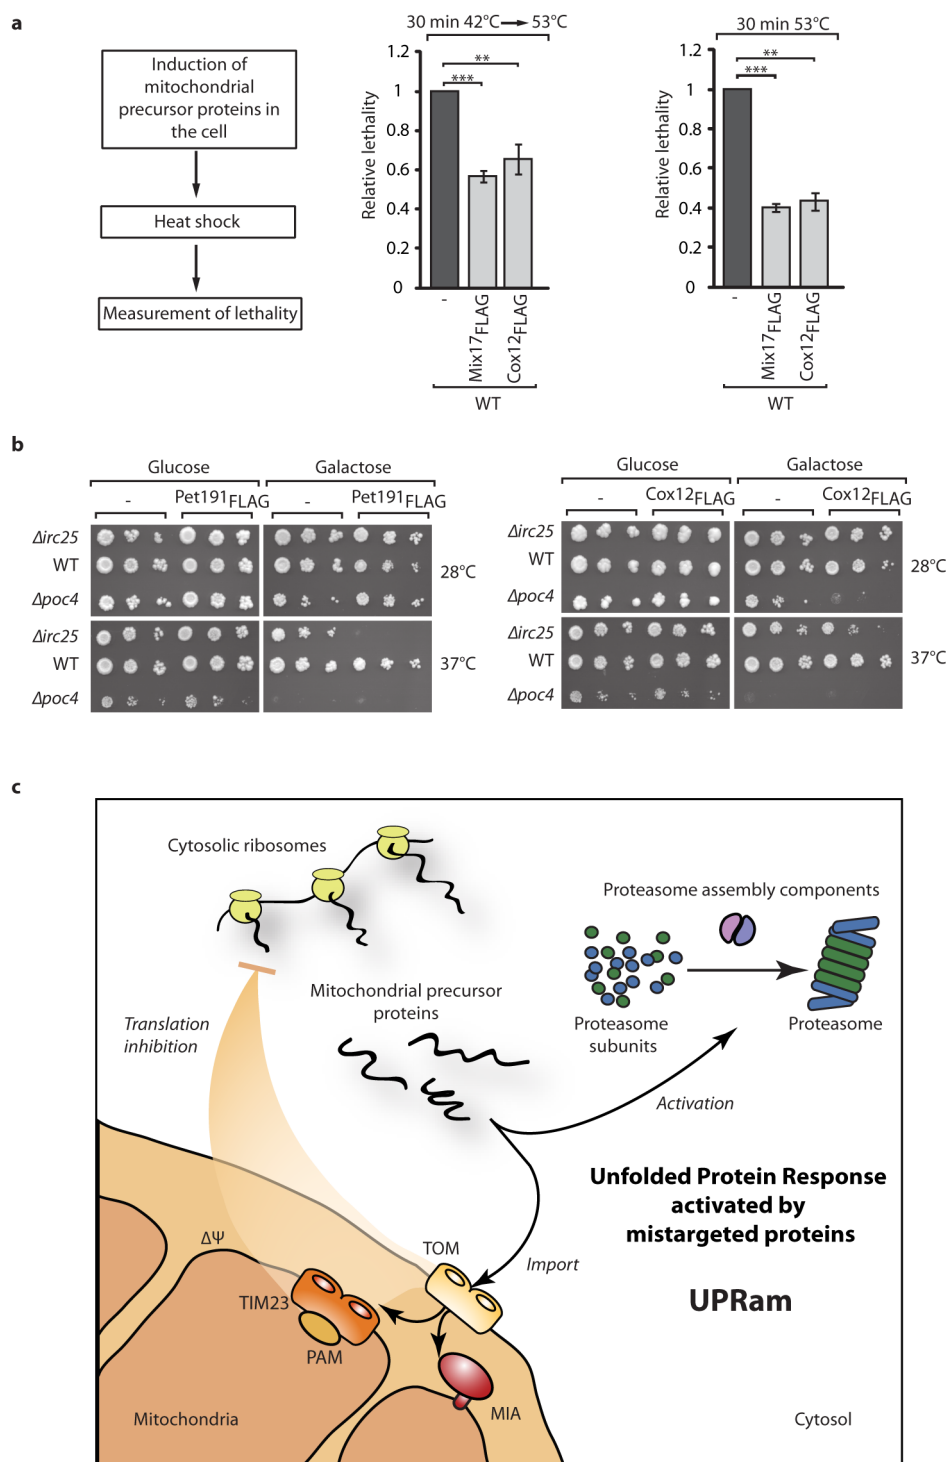 a
Induction of
mitochondrial
precursor proteins in
the cell
Heat shock
Measurement of lethality
30 min 42°C → 53°C
Relative lethality
1.2
1
0.8
0.6
0.4
0.2
0
***
**
-
Mix17FLAG
Cox12FLAG
WT
30 min 53°C
Relative lethality
1.2
1
0.8
0.6
0.4
0.2
0
***
**
-
Mix17FLAG
Cox12FLAG
WT
b
Glucose Galactose
- Pet191FLAG - Pet191FLAG
Δirc25
WT
Δpoc4
28°C
Δirc25
WT
Δpoc4
37°C
Glucose Galactose
- Cox12FLAG - Cox12FLAG
Δirc25
WT
Δpoc4
28°C
Δirc25
WT
Δpoc4
37°C
c
Cytosolic ribosomes
Proteasome assembly components
Mitochondrial precursor
proteins
Proteasome
subunits
Proteasome
Translation
inhibition
Activation
Unfolded Protein Response
activated by
mistargeted proteins
UPRam
ΔΨ
TOM
Import
TIM23
PAM
MIA
Mitochondria
Cytosol